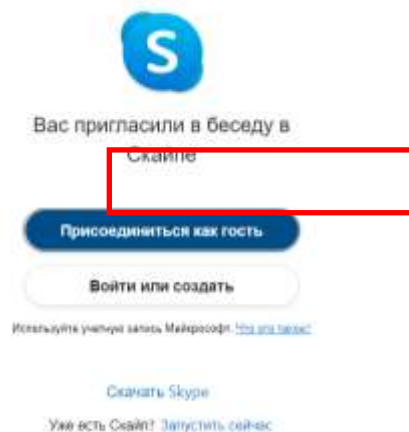 S
Вас пригласили в беседу в
Скайпе
Присоединиться как гость
Войти или создать
Используйте учетную запись Майкрософт. Что это такое?
Скачать Skype
Уже есть Скайп? Запустить сейчас